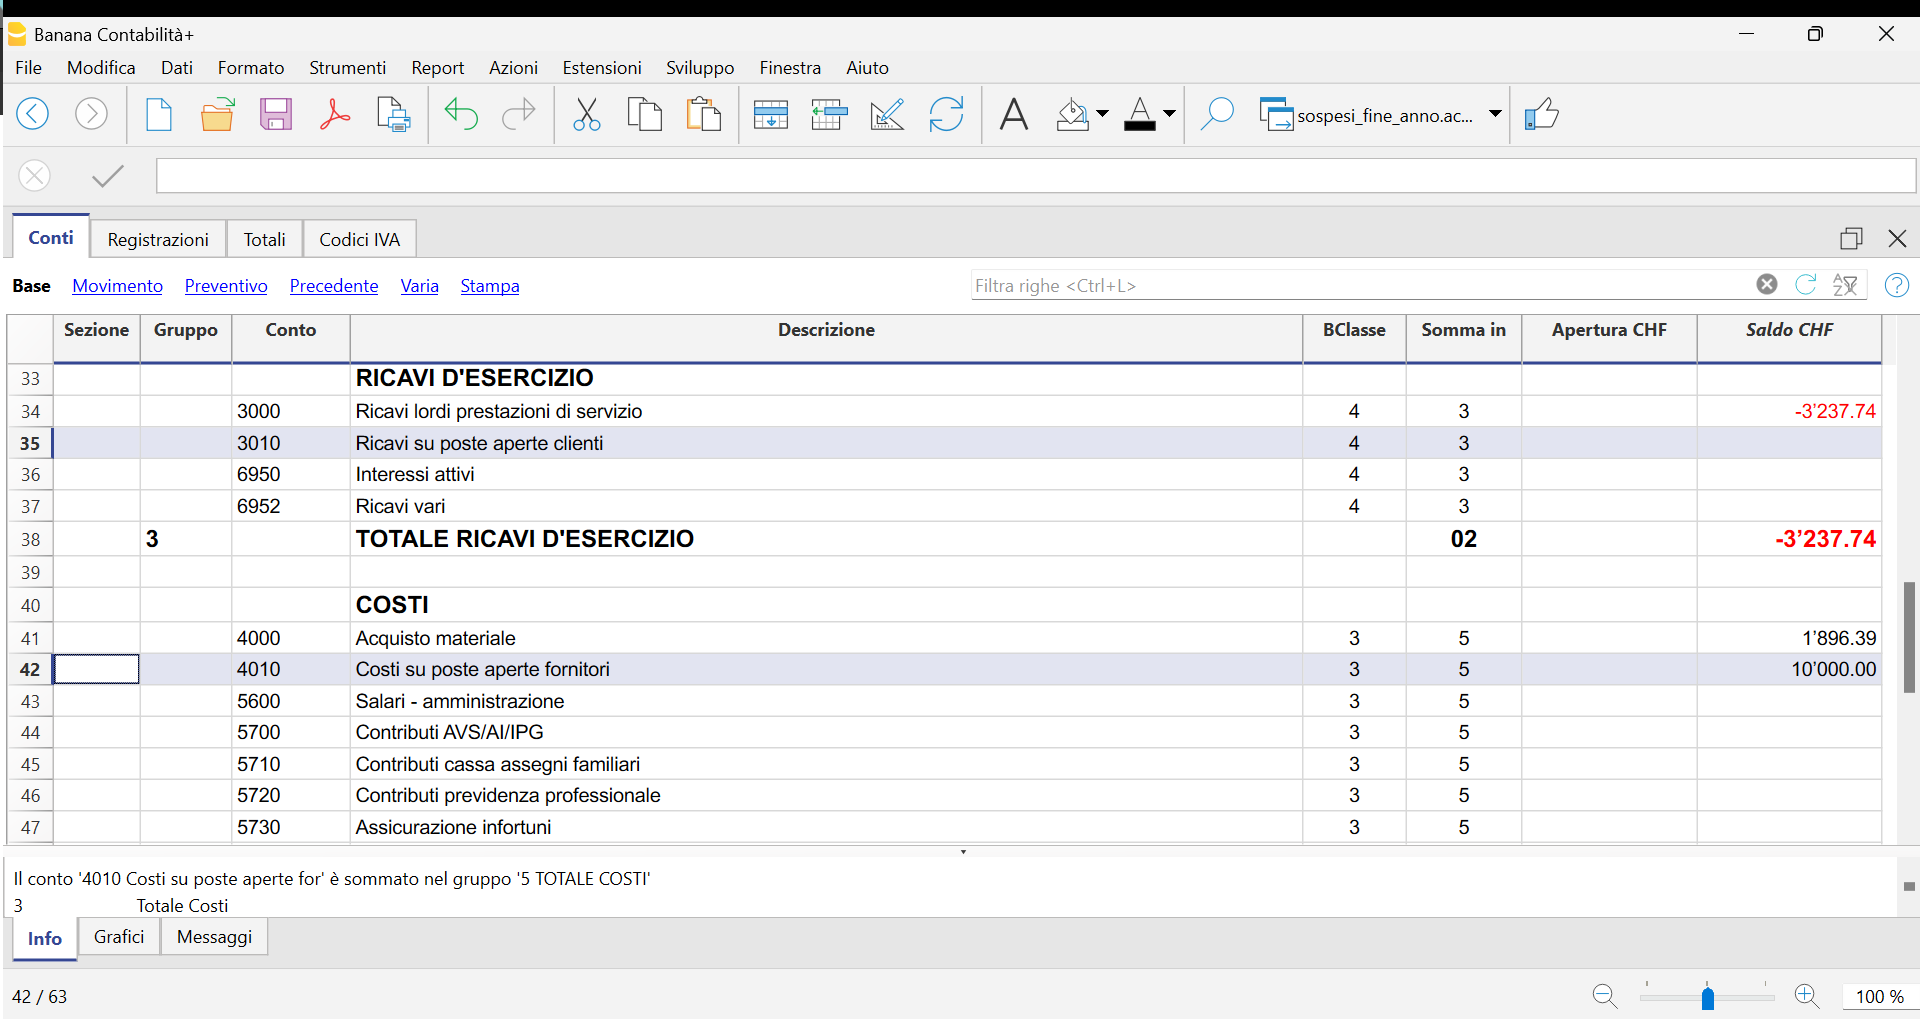 Banana Contabilità+
File Modifica Dati Formato Strumenti Report Azioni Estensioni Sviluppo Finestra Aiuto
sospesi_fine_anno.ac...
Conti Registrazioni Totali Codici IVA
Base Movimento Preventivo Precedente Varia Stampa Filtra righe <Ctrl+L>
Sezione Gruppo Conto Descrizione BClasse Somma in Apertura CHF Saldo CHF
33 RICAVI D'ESERCIZIO
34 3000 Ricavi lordi prestazioni di servizio 4 3 -3'237.74
35 3010 Ricavi su poste aperte clienti 4 3
36 6950 Interessi attivi 4 3
37 6952 Ricavi vari 4 3
38 3 TOTALE RICAVI D'ESERCIZIO 02 -3'237.74
39
40 COSTI
41 4000 Acquisto materiale 3 5 1'896.39
42 4010 Costi su poste aperte fornitori 3 5 10'000.00
43 5600 Salari - amministrazione 3 5
44 5700 Contributi AVS/AI/IPG 3 5
45 5710 Contributi cassa assegni familiari 3 5
46 5720 Contributi previdenza professionale 3 5
47 5730 Assicurazione infortuni 3 5
Il conto '4010 Costi su poste aperte for' è sommato nel gruppo '5 TOTALE COSTI'
3 Totale Costi
Info Grafici Messaggi
42 / 63 100 %